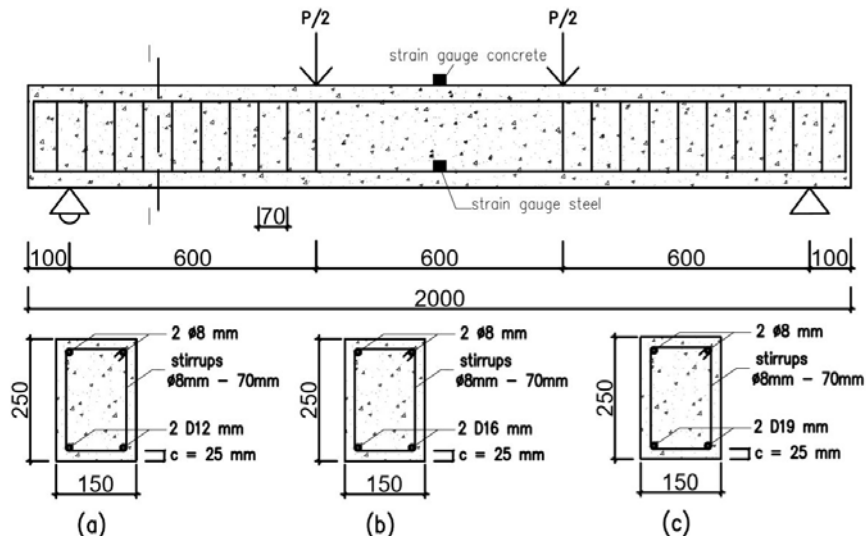 P/2 P/2
strain gauge concrete
strain gauge steel
70
100 600 600 600 100
2000
2 ø8 mm
stirrups
ø8mm - 70mm
2 D12 mm
c = 25 mm
250
150
(a)
2 ø8 mm
stirrups
ø8mm - 70mm
2 D16 mm
c = 25 mm
250
150
(b)
2 ø8 mm
stirrups
ø8mm - 70mm
2 D19 mm
c = 25 mm
250
150
(c)